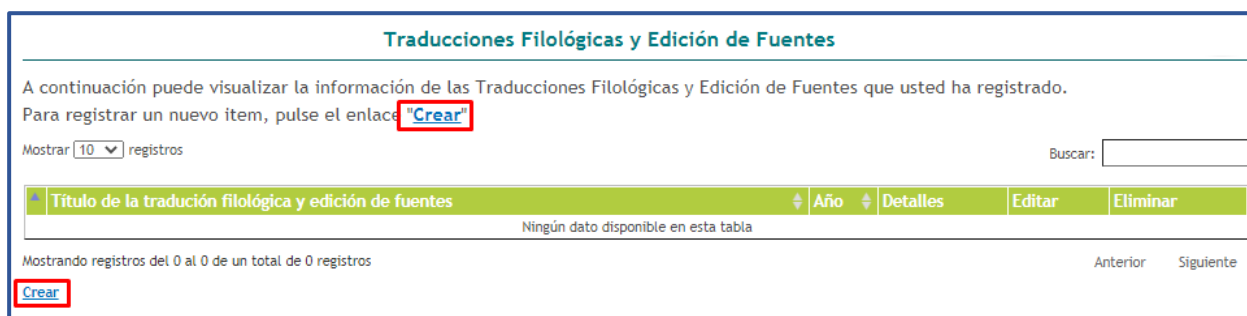 Traducciones Filológicas y Edición de Fuentes
A continuación puede visualizar la información de las Traducciones Filológicas y Edición de Fuentes que usted ha registrado.
Para registrar un nuevo item, pulse el enlace "Crear"
Mostrar 10 registros Buscar:
Título de la tradución filológica y edición de fuentes Año Detalles Editar Eliminar
Ningún dato disponible en esta tabla
Mostrando registros del 0 al 0 de un total de 0 registros Anterior Siguiente
Crear